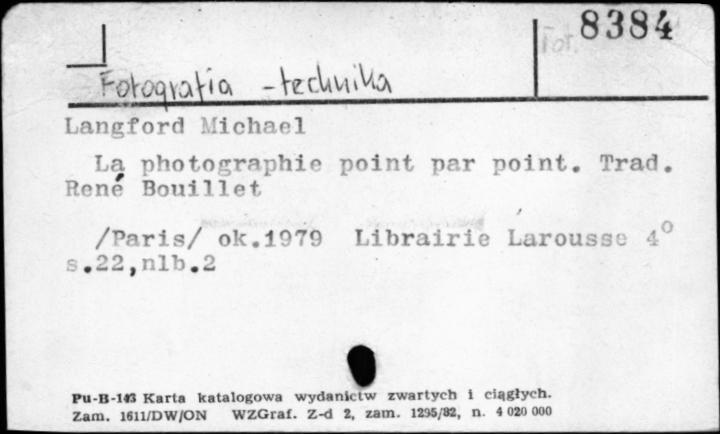 8384
Fot.
Fotografia - technika
Langford Michael
La photographie point par point. Trad.
René Bouillet
/Paris/ ok.1979 Librairie Larousse 4°
s.22,nlb.2
Pu-B-143 Karta katalogowa wydanictw zwartych i ciągłych.
Zam. 1611/DW/ON WZGraf. Z-d 2, zam. 1295/82, n. 4 020 000